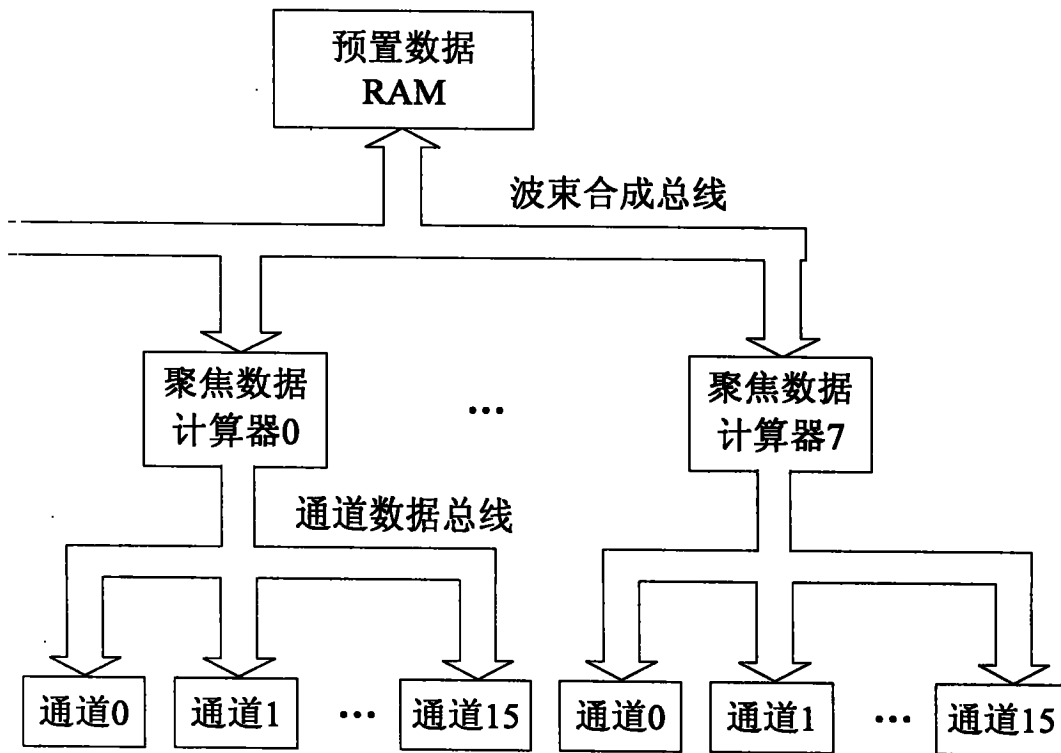 预置数据
RAM
波束合成总线
聚焦数据
计算器0
…
聚焦数据
计算器7
通道数据总线
通道0
通道1
…
通道15
通道0
通道1
…
通道15